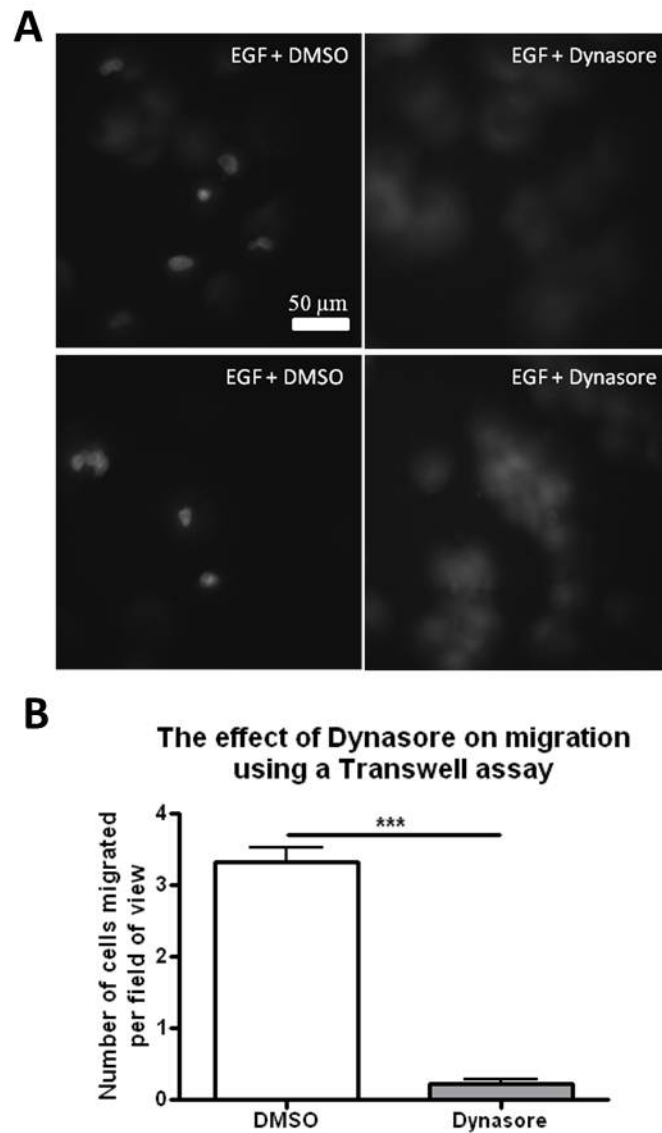 A
EGF + DMSO
EGF + Dynasore
50 µm
EGF + DMSO
EGF + Dynasore
B
The effect of Dynasore on migration
using a Transwell assay
***
Number of cells migrated
per field of view
4
3
2
1
0
DMSO
Dynasore